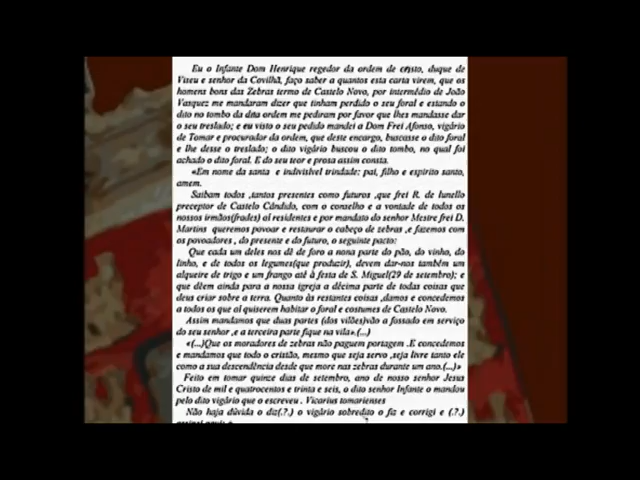 Eu o Infante Dom Henrique regedor da ordem de cristo, duque de
Viseu e senhor da Covilhã, faço saber a quantos esta carta virem, que os
homens bons das Zebras termo de Castelo Novo, por intermédio de João
Vasquez me mandaram dizer que tinham perdido o seu foral e estando o
dito no tombo da dita ordem me pediram por favor que lhes mandasse dar
o seu treslado; e eu visto o seu pedido mandei a Dom Frei Afonso, vigário
de Tomar e procurador da ordem, que deste encargo, buscasse o dito foral
e lhe desse o treslado; o dito vigário buscou o dito tombo, no qual foi
achado o dito foral. E do seu teor e prosa assim consta.
«Em nome da santa e indivisível trindade: pai, filho e espírito santo,
amem.
Saibam todos ,tantos presentes como futuros ,que frei R. de lunello
preceptor de Castelo Cândido, com o conselho e a vontade de todos os
nossos irmãos(frades) aí residentes e por mandato do senhor Mestre frei D.
Martins queremos povoar e restaurar o cabeço de zebras ,e fazemos com
os povoadores , do presente e do futuro, o seguinte pacto:
Que cada um deles nos dê de foro a nona parte do pão, do vinho, do
linho, e de todos os legumes(que produzir), devem dar-nos também um
alqueire de trigo e um frango até à festa de S. Miguel(29 de setembro); e
que dêem ainda para a nossa igreja a décima parte de todas coisas que
deus criar sobre a terra. Quanto às restantes coisas ,damos e concedemos
a todos os que aí quiserem habitar o foral e costumes de Castelo Novo.
Assim mandamos que duas partes (dos vilões)vão a fossado em serviço
do seu senhor ,e a terceira parte fique na vila».(...)
«(...)Que os moradores de zebras não paguem portagem .E concedemos
e mandamos que todo o cristão, mesmo que seja servo ,seja livre tanto ele
como a sua descendência desde que more nas zebras durante um ano.(...)»
Feito em tomar quinze dias de setembro, ano de nosso senhor Jesus
Cristo de mil e quatrocentos e trinta e seis, o dito senhor Infante o mandou
pelo dito vigário que o escreveu . Vicarius tomarienses
Não haja dúvida o diz(.?.) o vigário sobredito o fiz e corrigi e (.?.)